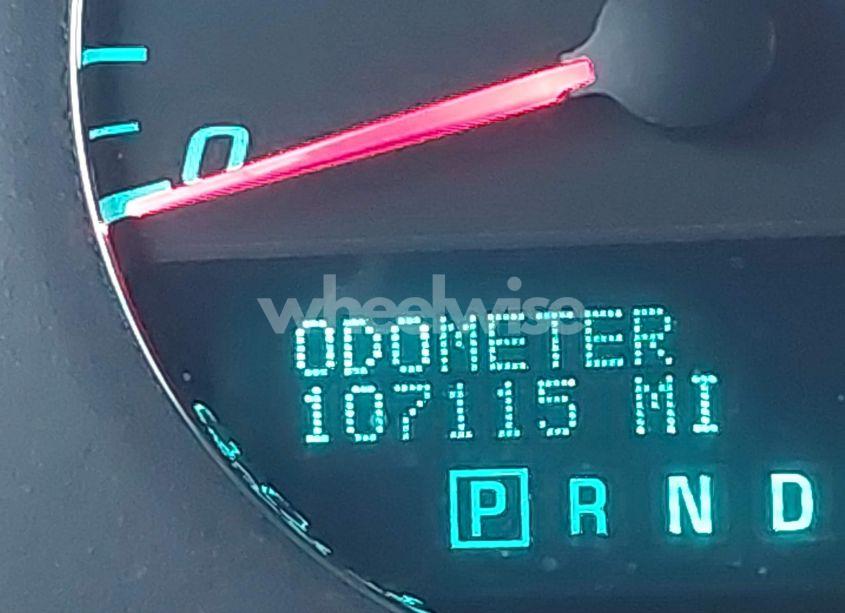 0
wheelwise
ODOMETER
107115 MI
P R N D